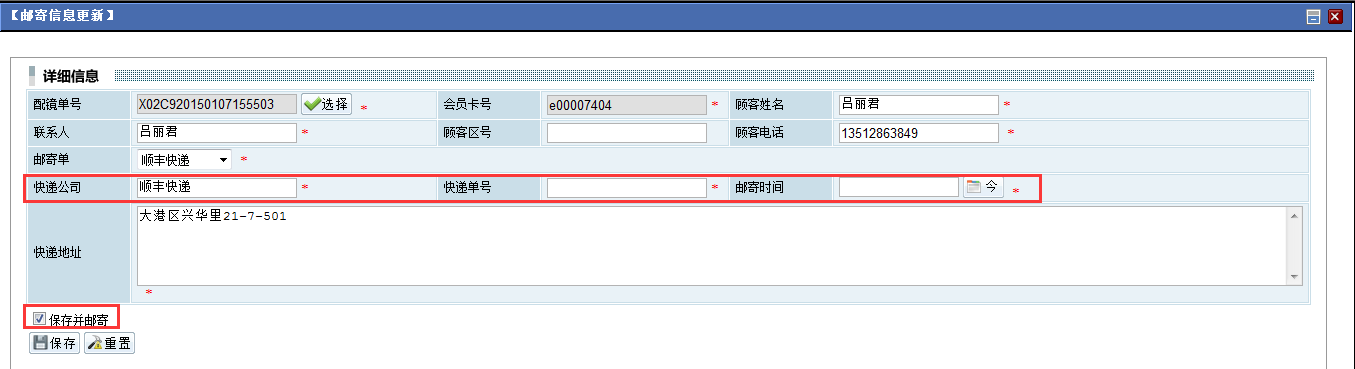 【邮寄信息更新】
详细信息
配镜单号 X02C920150107155503 选择 * 会员卡号 e00007404 * 顾客姓名 吕丽君 *
联系人 吕丽君 * 顾客区号 顾客电话 13512863849 *
邮寄单 顺丰快递 *
快递公司 顺丰快递 * 快递单号 * 邮寄时间 今 *
大港区兴华里21-7-501
快递地址
*
保存并邮寄
保存 重置